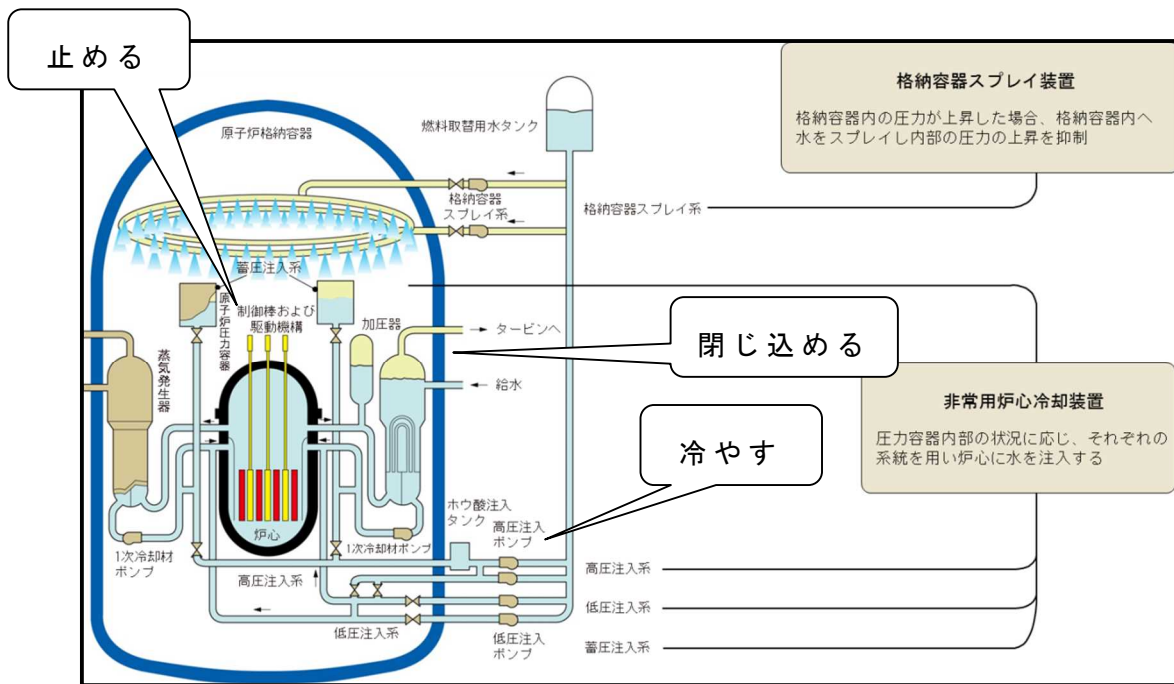 止める
格納容器スプレイ装置
格納容器内の圧力が上昇した場合、格納容器内へ
水をスプレイし内部の圧力の上昇を抑制
原子炉格納容器
燃料取替用水タンク
格納容器
スプレイ系
格納容器スプレイ系
蓄圧注入系
原子炉圧力容器
制御棒および
駆動機構
加圧器
タービンへ
閉じ込める
蒸気発生器
給水
非常用炉心冷却装置
圧力容器内部の状況に応じ、それぞれの
系統を用い炉心に水を注入する
冷やす
ホウ酸注入
タンク
高圧注入
ポンプ
炉心
1次冷却材
ポンプ
1次冷却材ポンプ
高圧注入系
高圧注入系
低圧注入系
低圧注入系
低圧注入
ポンプ
蓄圧注入系